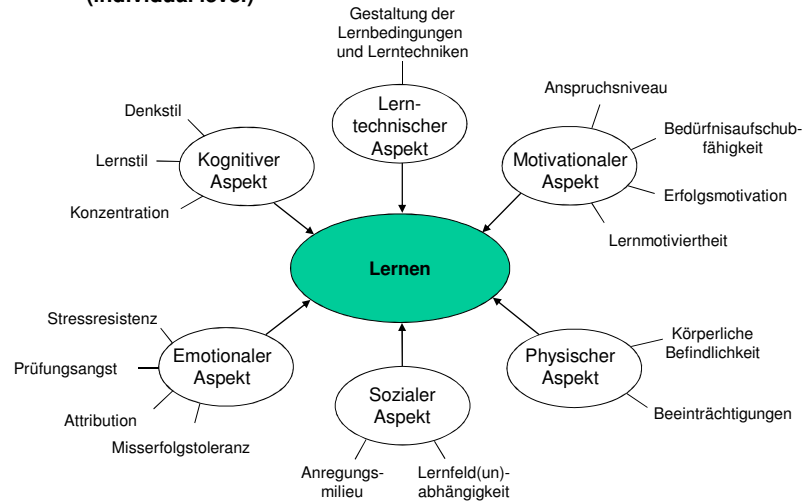 (individual level)
Gestaltung der
Lernbedingungen
und Lerntechniken
Lern-
technischer
Aspekt
Denkstil
Lernstil
Konzentration
Kognitiver
Aspekt
Anspruchsniveau
Bedürfnisaufschub-
fähigkeit
Erfolgsmotivation
Lernmotiviertheit
Motivationaler
Aspekt
Lernen
Stressresistenz
Prüfungsangst
Attribution
Misserfolgstoleranz
Emotionaler
Aspekt
Sozialer
Aspekt
Anregungs-
milieu
Lernfeld(un)-
abhängigkeit
Physischer
Aspekt
Körperliche
Befindlichkeit
Beeinträchtigungen